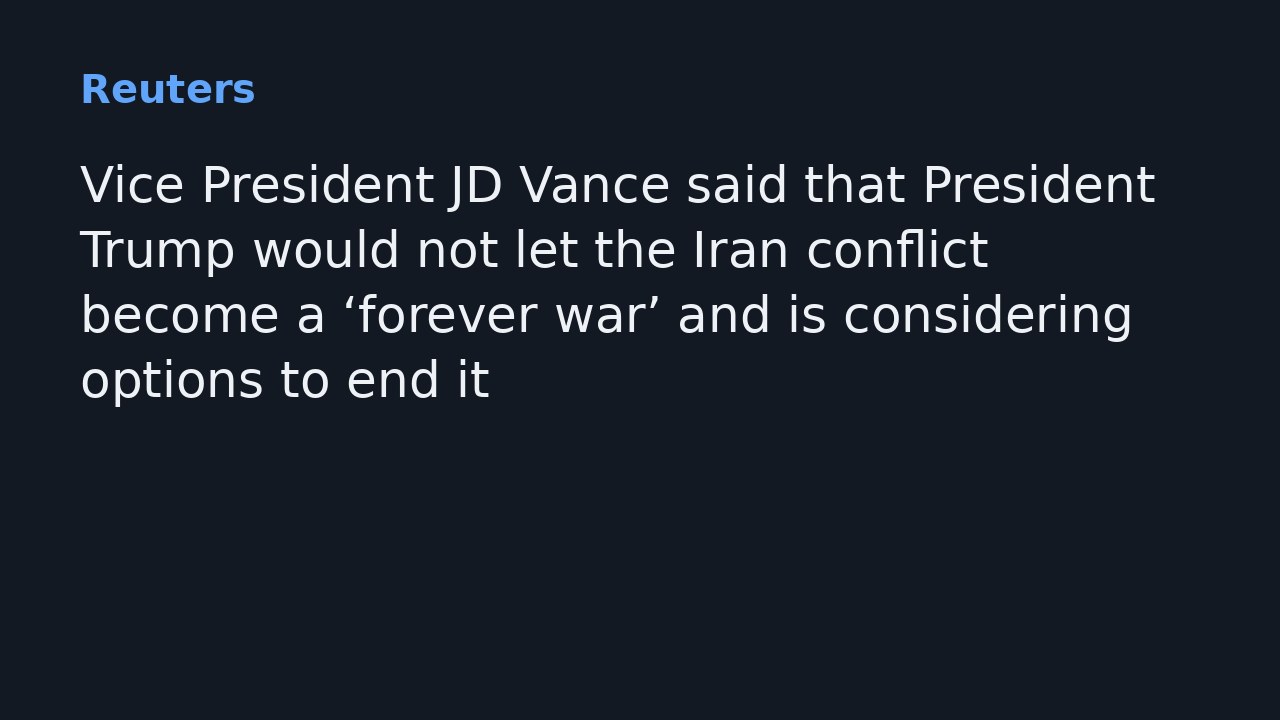 Reuters
Vice President JD Vance said that President
Trump would not let the Iran conflict
become a ‘forever war’ and is considering
options to end it